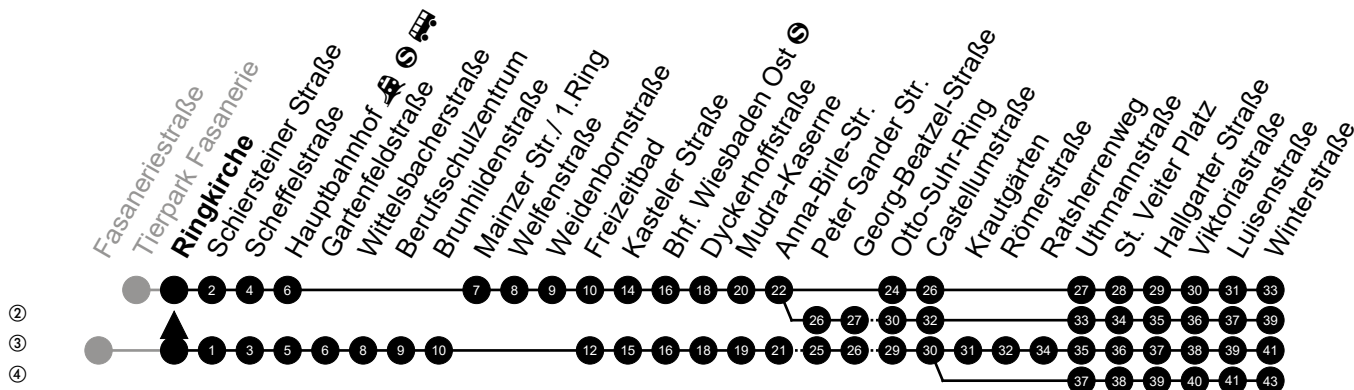 Fasaneriestraße
Tierpark Fasanerie
Ringkirche
Schiersteiner Straße
Scheffelstraße
Hauptbahnhof S
Gartenfeldstraße
Wittelsbacherstraße
Berufsschulzentrum
Brunhildenstraße
Mainzer Str./ 1.Ring
Welfenstraße
Weidenbornstraße
Freizeitbad
Kasteler Straße
Bhf. Wiesbaden Ost S
Dyckerhoffstraße
Mudra-Kaserne
Anna-Birle-Str.
Peter Sander Str.
Georg-Beatzel-Straße
Otto-Suhr-Ring
Castellumstraße
Krautgärten
Römerstraße
Ratsherrenweg
Uthmannstraße
St. Veiter Platz
Hallgarter Straße
Viktoriastraße
Luisenstraße
Winterstraße
2 4 6 7 8 9 10 14 16 18 20 22 24 26 27 28 29 30 31 33
② 26 27 30 32 33 34 35 36 37 39
③ 1 3 5 6 8 9 10 12 15 16 18 19 21 25 26 29 30 31 32 34 35 36 37 38 39 41
④ 37 38 39 40 41 43